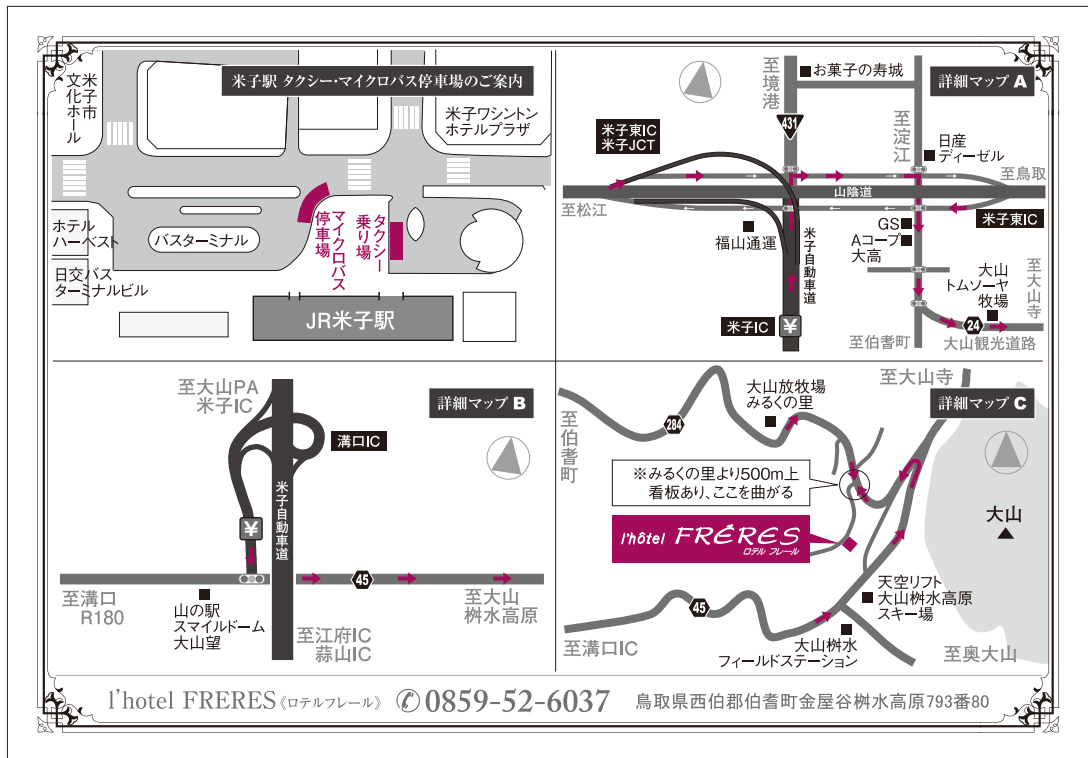 米子駅 タクシー・マイクロバス停車場のご案内
米子市
文化ホール
米子ワシントン
ホテルプラザ
ホテル
ハーベスト
バスターミナル
マイクロバス
停車場
タクシー
乗り場
日交バス
ターミナルビル
JR米子駅
詳細マップ A
至境港
お菓子の寿城
431
米子東IC
米子JCT
至淀江
日産
ディーゼル
至鳥取
山陰道
至松江
米子東IC
福山通運
米子自動車道
GS
Aコープ
大高
大山
トムソーヤ
牧場
至大山寺
米子IC
¥
24
至伯耆町
大山観光道路
詳細マップ B
至大山PA
米子IC
溝口IC
米子自動車道
¥
45
至溝口
R180
山の駅
スマイルドーム
大山望
至江府IC
蒜山IC
至大山
桝水高原
詳細マップ C
至大山寺
大山放牧場
みるくの里
至伯耆町
284
※みるくの里より500m上
看板あり、ここを曲がる
l'hôtel FRÊRES
ロテル フレール
大山
天空リフト
大山桝水高原
スキー場
45
至溝口IC
大山桝水
フィールドステーション
至奥大山
l'hotel FRERES《ロテルフレール》 ✆0859-52-6037 鳥取県西伯郡伯耆町金屋谷桝水高原793番80